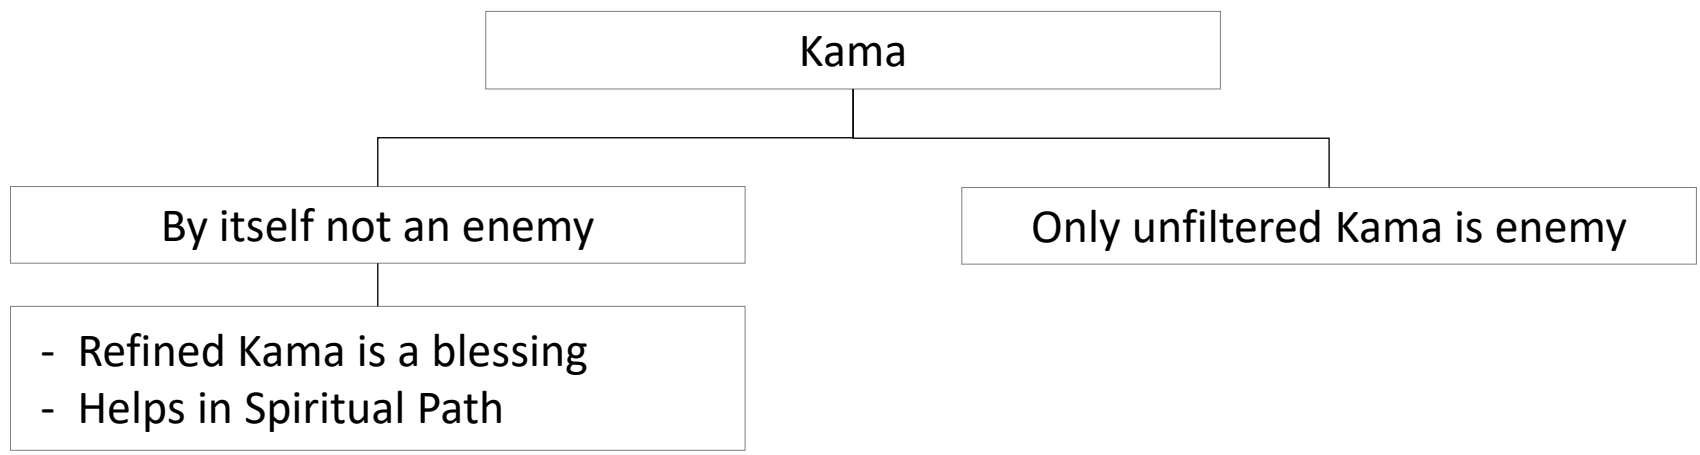 Kama
By itself not an enemy
Only unfiltered Kama is enemy
- Refined Kama is a blessing
- Helps in Spiritual Path